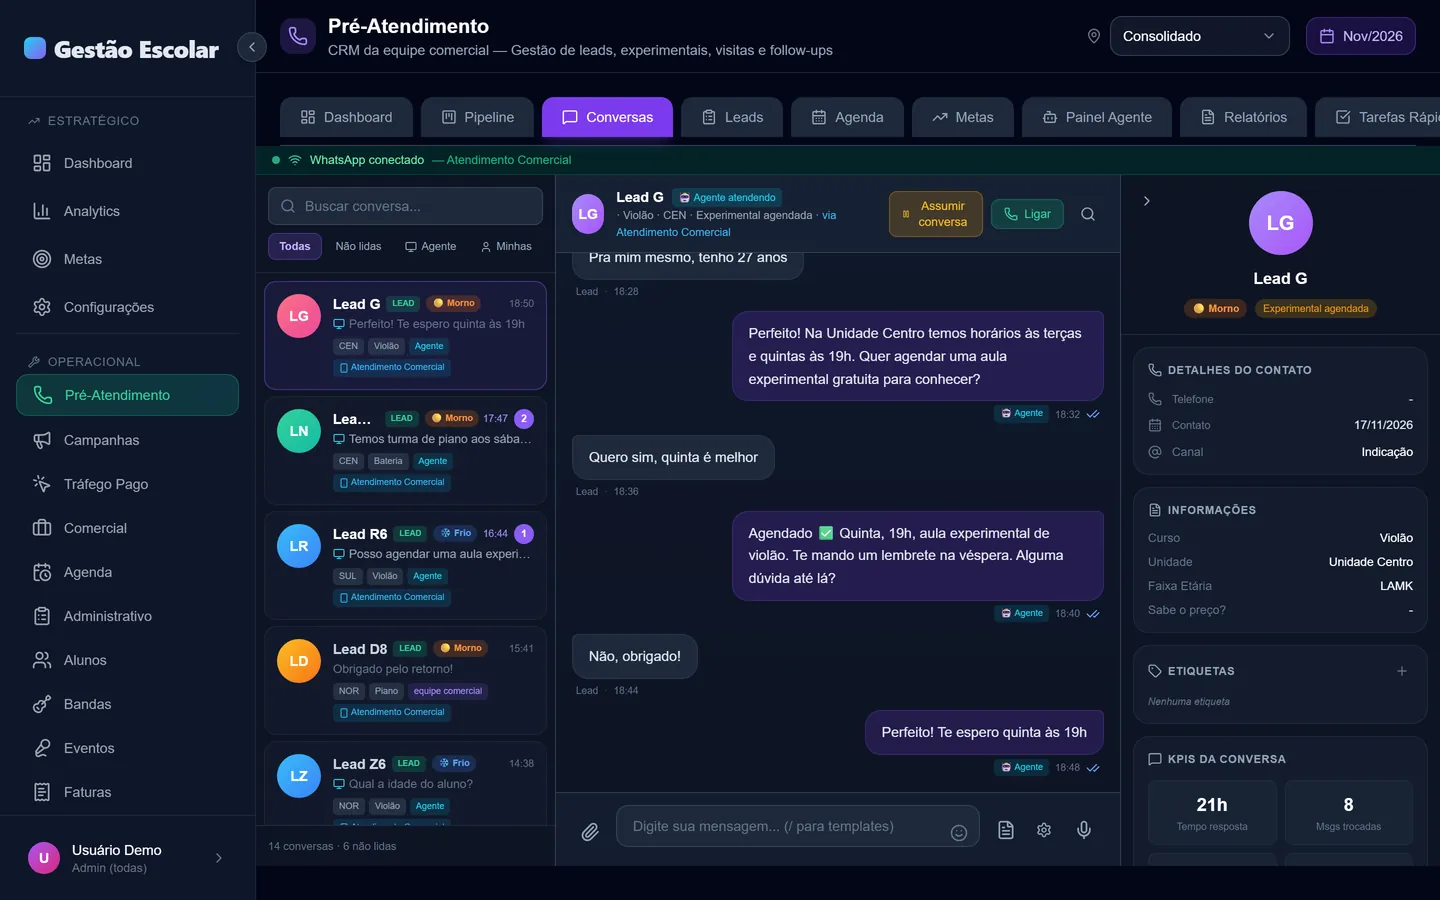 Gestão Escolar
ESTRATÉGICO
Dashboard
Analytics
Metas
Configurações
OPERACIONAL
Pré-Atendimento
Campanhas
Tráfego Pago
Comercial
Agenda
Administrativo
Alunos
Bandas
Eventos
Faturas
U
Usuário Demo
Admin (todas)
Pré-Atendimento
CRM da equipe comercial — Gestão de leads, experimentais, visitas e follow-ups
Consolidado
Nov/2026
Dashboard
Pipeline
Conversas
Leads
Agenda
Metas
Painel Agente
Relatórios
Tarefas Rápi
WhatsApp conectado — Atendimento Comercial
Buscar conversa...
Todas
Não lidas
Agente
Minhas
LG
Lead G LEAD Morno 18:50
Perfeito! Te espero quinta às 19h
CEN Violão Agente
Atendimento Comercial
LN
Lea... LEAD Morno 17:47 2
Temos turma de piano aos sába...
CEN Bateria Agente
Atendimento Comercial
LR
Lead R6 LEAD Frio 16:44 1
Posso agendar uma aula experi...
SUL Violão Agente
Atendimento Comercial
LD
Lead D8 LEAD Morno 15:41
Obrigado pelo retorno!
NOR Piano equipe comercial
Atendimento Comercial
LZ
Lead Z6 LEAD Frio 14:38
Qual a idade do aluno?
NOR Violão Agente
14 conversas · 6 não lidas
LG
Lead G Agente atendendo
· Violão · CEN · Experimental agendada · via
Atendimento Comercial
Assumir
conversa
Ligar
Pra mim mesmo, tenho 27 anos
Lead · 18:28
Perfeito! Na Unidade Centro temos horários às terças
e quintas às 19h. Quer agendar uma aula
experimental gratuita para conhecer?
Agente 18:32
Quero sim, quinta é melhor
Lead · 18:36
Agendado ✅ Quinta, 19h, aula experimental de
violão. Te mando um lembrete na véspera. Alguma
dúvida até lá?
Agente 18:40
Não, obrigado!
Lead · 18:44
Perfeito! Te espero quinta às 19h
Agente 18:48
Digite sua mensagem... (/ para templates)
LG
Lead G
Morno
Experimental agendada
DETALHES DO CONTATO
Telefone -
Contato 17/11/2026
Canal Indicação
INFORMAÇÕES
Curso Violão
Unidade Unidade Centro
Faixa Etária LAMK
Sabe o preço? -
ETIQUETAS
Nenhuma etiqueta
KPIS DA CONVERSA
21h
Tempo resposta
8
Msgs trocadas